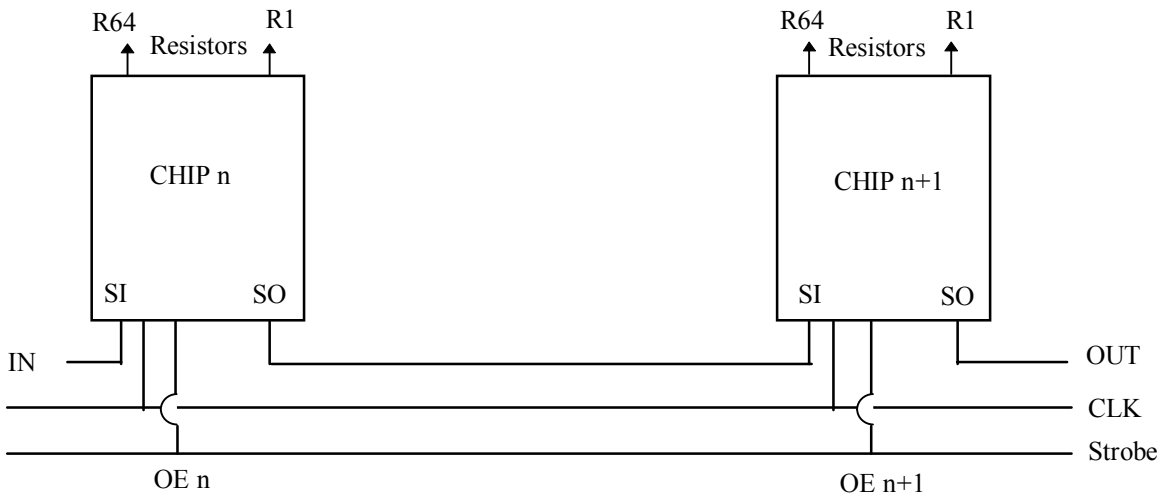 R64 R1
Resistors
R64 R1
Resistors
CHIP n
CHIP n+1
SI SO
SI SO
IN
OUT
CLK
Strobe
OE n
OE n+1